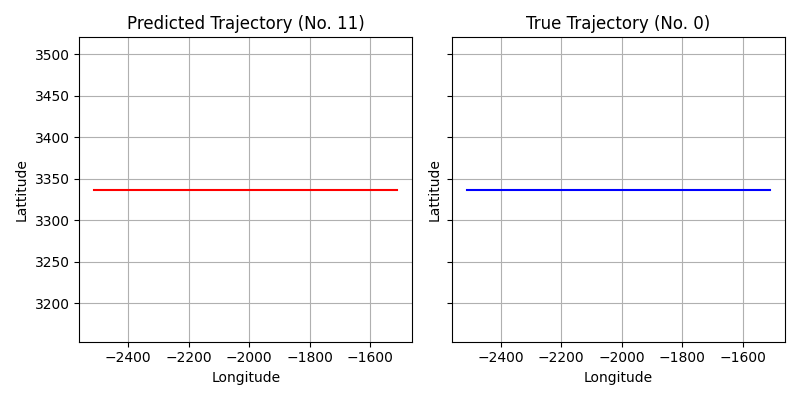 Predicted Trajectory (No. 11)
True Trajectory (No. 0)
3500
3450
3400
3350
3300
3250
3200
Lattitude
Lattitude
−2400 −2200 −2000 −1800 −1600
−2400 −2200 −2000 −1800 −1600
Longitude
Longitude